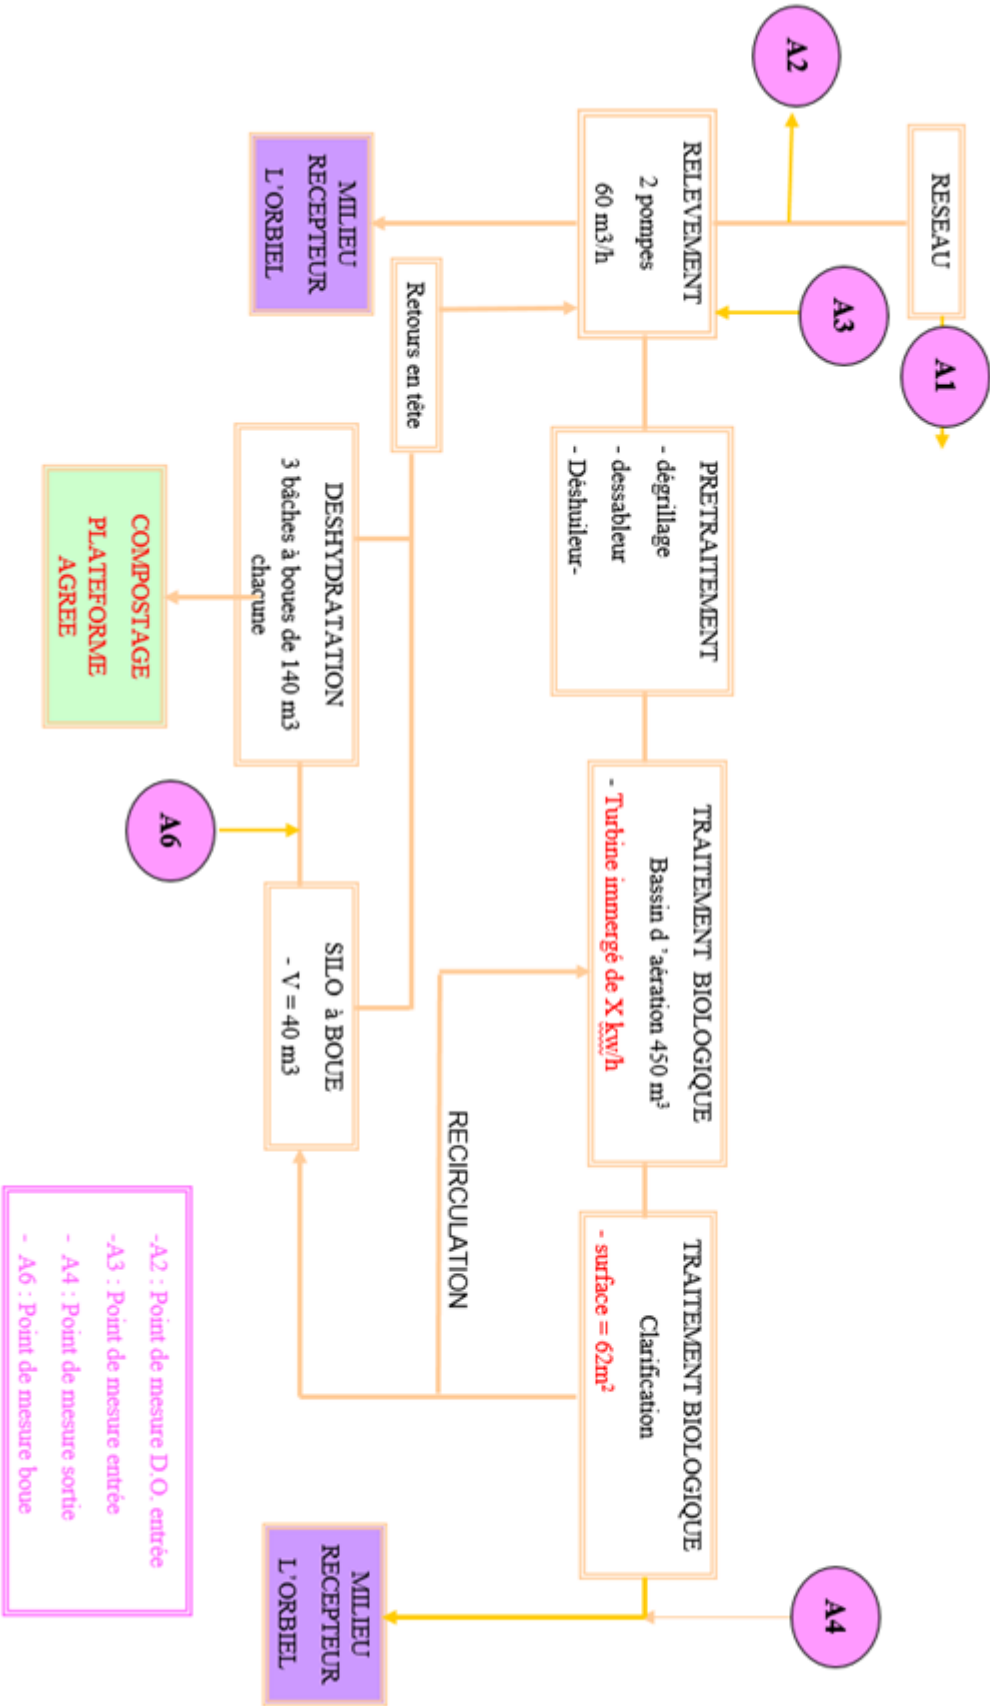 RESEAU
A1
A2
A3
A4
RELEVEMENT
2 pompes
60 m3/h
PRETRAITEMENT
- dégrillage
- dessableur
- Déshuileur-
TRAITEMENT BIOLOGIQUE
Bassin d ’aération 450 m³
- Turbine immergé de X kw/h
TRAITEMENT BIOLOGIQUE
Clarification
- surface = 62m²
RECIRCULATION
Retours en tête
MILIEU
RECEPTEUR
L’ORBIEL
DESHYDRATATION
3 bâches à boues de 140 m3
chacune
SILO à BOUE
- V = 40 m3
MILIEU
RECEPTEUR
L’ORBIEL
A6
COMPOSTAGE
PLATEFORME
AGREE
-A2 : Point de mesure D.O. entrée
-A3 : Point de mesure entrée
- A4 : Point de mesure sortie
- A6 : Point de mesure boue